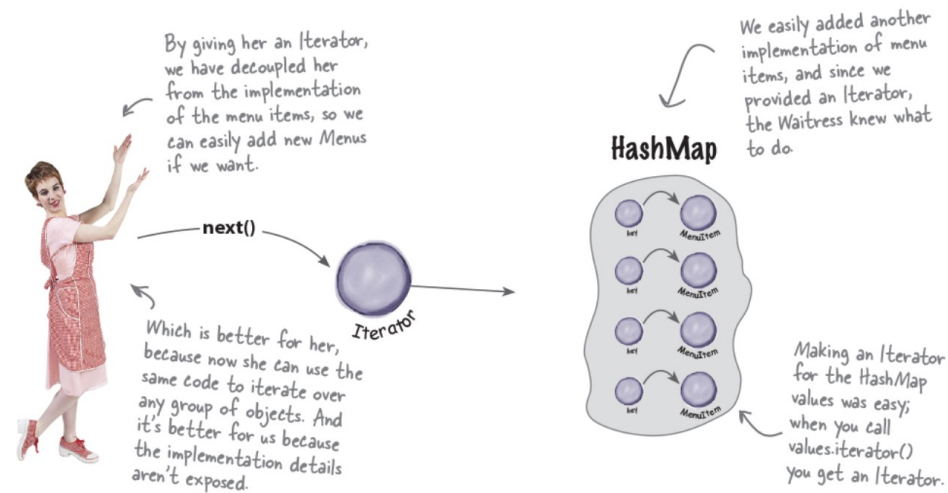 By giving her an Iterator,
we have decoupled her
from the implementation
of the menu items, so we
can easily add new Menus
if we want.
We easily added another
implementation of menu
items, and since we
provided an Iterator,
the Waitress knew what
to do.
HashMap
next()
Iterator
key
MenuItem
key
MenuItem
key
MenuItem
key
MenuItem
Which is better for her,
because now she can use the
same code to iterate over
any group of objects. And
it's better for us because
the implementation details
aren't exposed.
Making an Iterator
for the HashMap
values was easy;
when you call
values.iterator()
you get an Iterator.